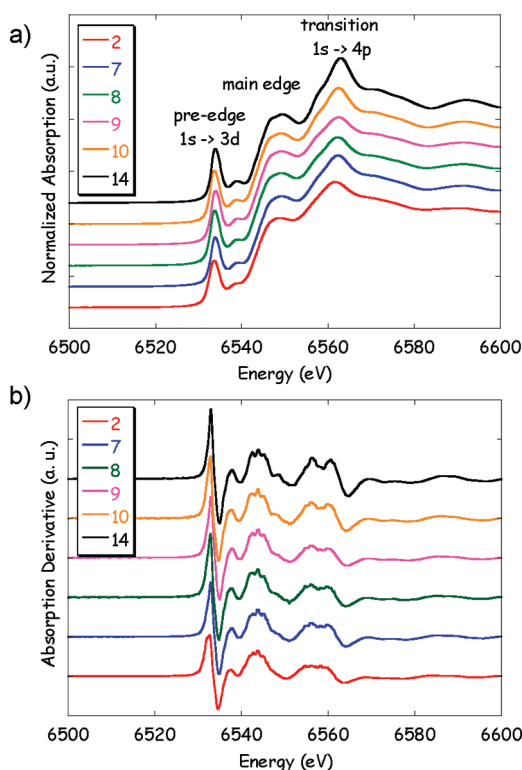 a)
transition
1s -> 4p
main edge
pre-edge
1s -> 3d
2
7
8
9
10
14
Normalized Absorption (a.u.)
6500 6520 6540 6560 6580 6600
Energy (eV)
b)
2
7
8
9
10
14
Absorption Derivative (a. u.)
6500 6520 6540 6560 6580 6600
Energy (eV)